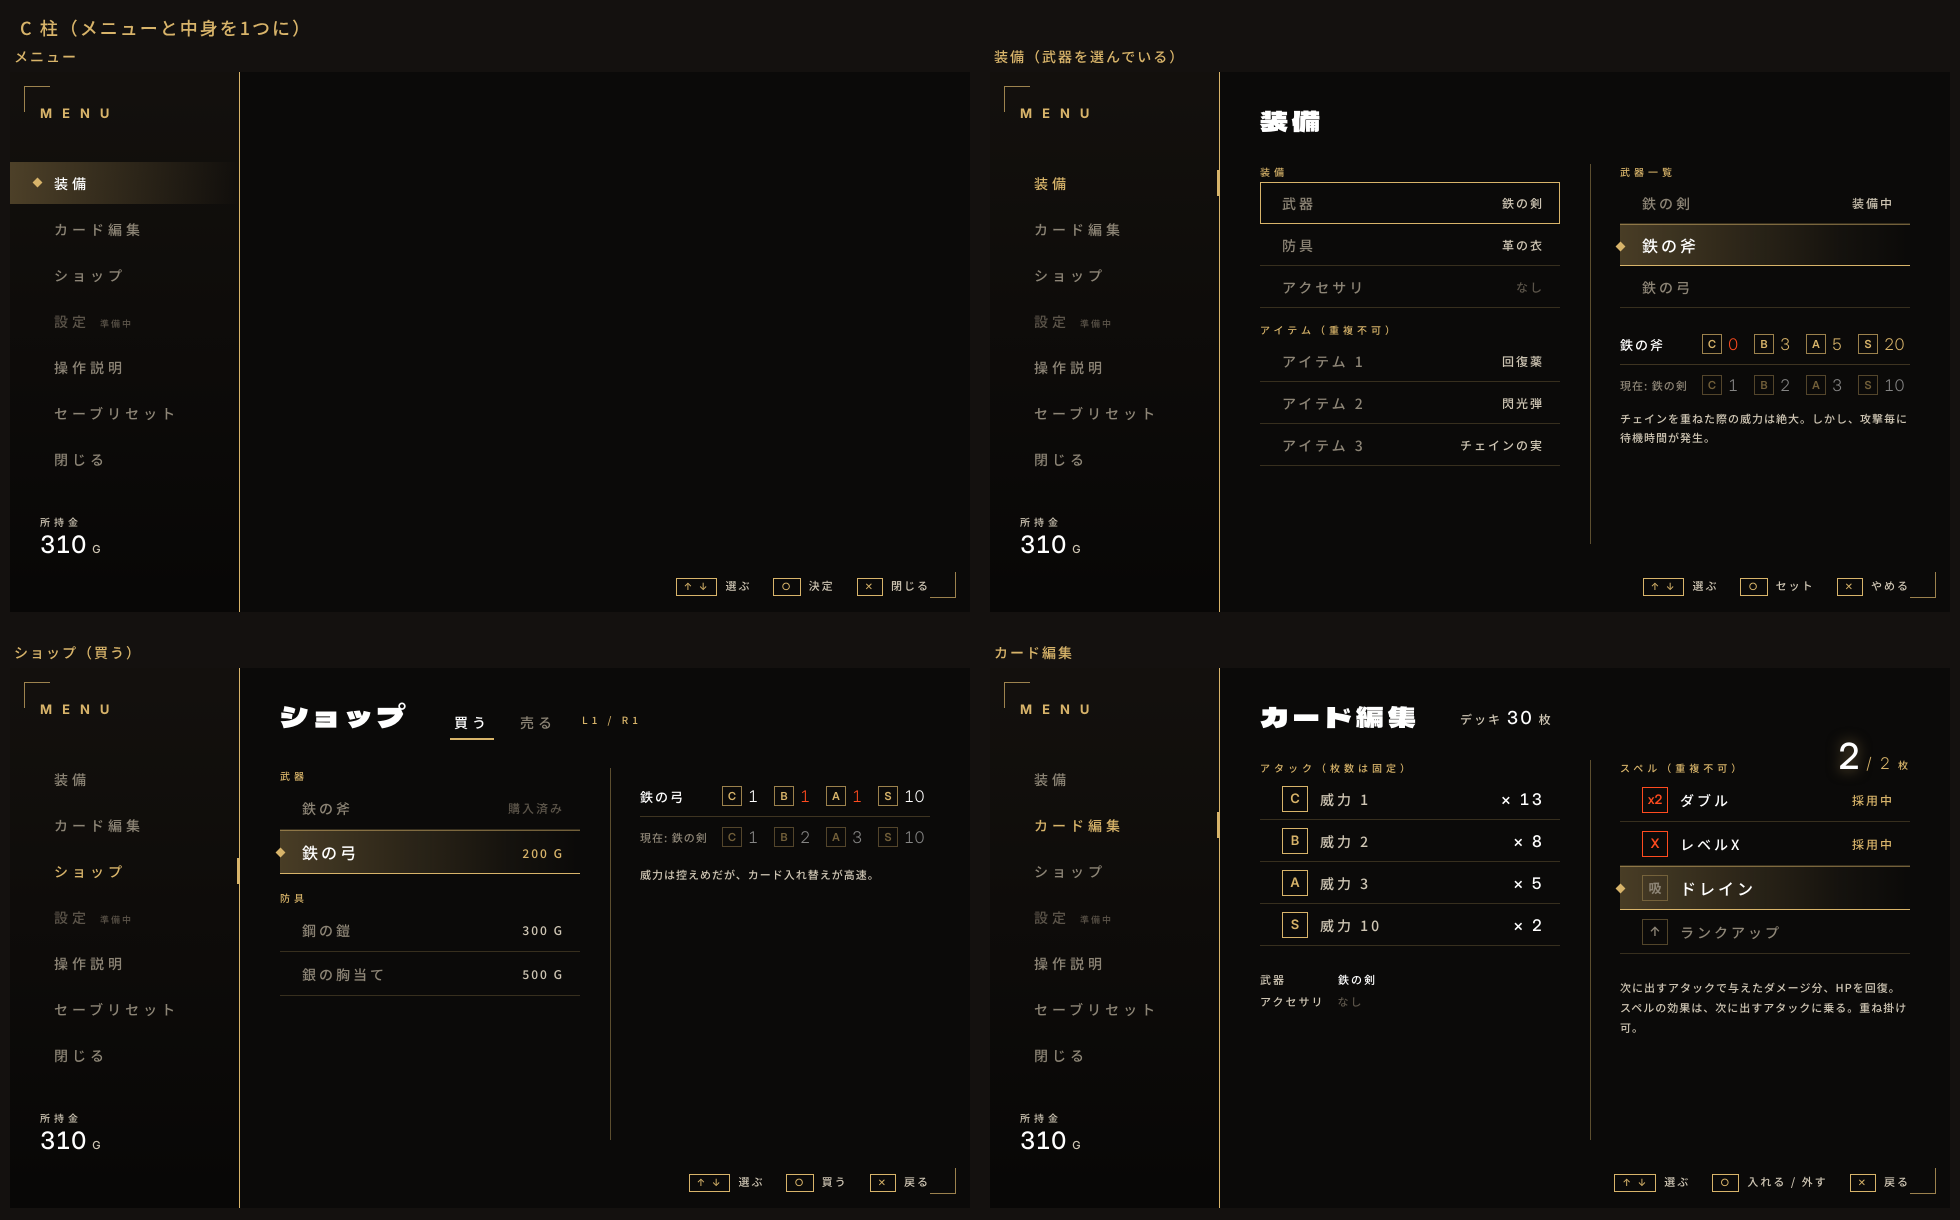 C 柱（メニューと中身を1つに）
メニュー
MENU
装備
カード編集
ショップ
設定 準備中
操作説明
セーブリセット
閉じる
所持金
310 G
↑ ↓ 選ぶ ○ 決定 × 閉じる
装備（武器を選んでいる）
MENU
装備
カード編集
ショップ
設定 準備中
操作説明
セーブリセット
閉じる
所持金
310 G
装備
装備
武器 鉄の剣
防具 革の衣
アクセサリ なし
アイテム（重複不可）
アイテム 1 回復薬
アイテム 2 閃光弾
アイテム 3 チェインの実
武器一覧
鉄の剣 装備中
鉄の斧
鉄の弓
鉄の斧 C 0 B 3 A 5 S 20
現在: 鉄の剣 C 1 B 2 A 3 S 10
チェインを重ねた際の威力は絶大。しかし、攻撃毎に
待機時間が発生。
↑ ↓ 選ぶ ○ セット × やめる
ショップ（買う）
MENU
装備
カード編集
ショップ
設定 準備中
操作説明
セーブリセット
閉じる
所持金
310 G
ショップ 買う 売る L1 / R1
武器
鉄の斧 購入済み
鉄の弓 200 G
防具
鋼の鎧 300 G
銀の胸当て 500 G
鉄の弓 C 1 B 1 A 1 S 10
現在: 鉄の剣 C 1 B 2 A 3 S 10
威力は控えめだが、カード入れ替えが高速。
↑ ↓ 選ぶ ○ 買う × 戻る
カード編集
MENU
装備
カード編集
ショップ
設定 準備中
操作説明
セーブリセット
閉じる
所持金
310 G
カード編集 デッキ 30 枚
アタック（枚数は固定）
C 威力 1 × 13
B 威力 2 × 8
A 威力 3 × 5
S 威力 10 × 2
武器 鉄の剣
アクセサリ なし
スペル（重複不可） 2 / 2 枚
x2 ダブル 採用中
X レベルX 採用中
吸 ドレイン
↑ ランクアップ
次に出すアタックで与えたダメージ分、HPを回復。
スペルの効果は、次に出すアタックに乗る。重ね掛け
可。
↑ ↓ 選ぶ ○ 入れる / 外す × 戻る